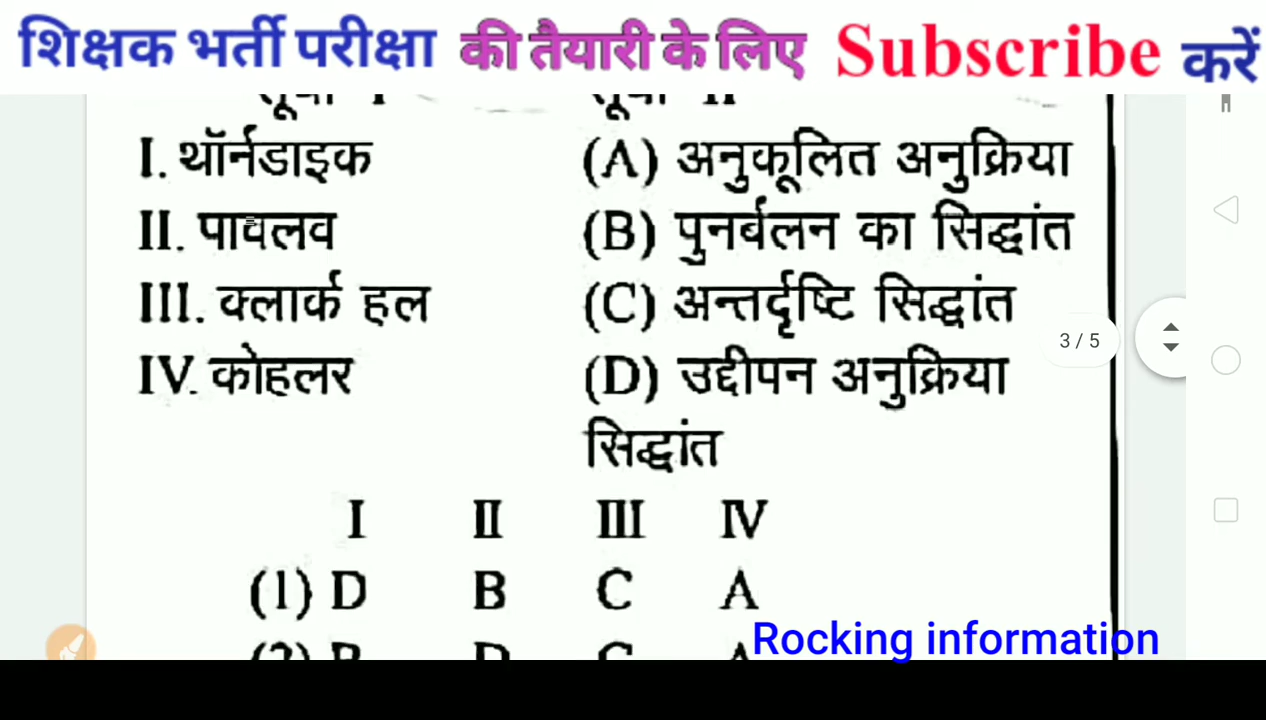 शिक्षक भर्ती परीक्षा की तैयारी के लिए Subscribe करें
I. थॉर्नडाइक (A) अनुकूलित अनुक्रिया
II. पावलव (B) पुनर्बलन का सिद्धांत
III. क्लार्क हल (C) अन्तर्दृष्टि सिद्धांत
3 / 5
IV. कोहलर (D) उद्दीपन अनुक्रिया
सिद्धांत
I II III IV
(1) D B C A
Rocking information